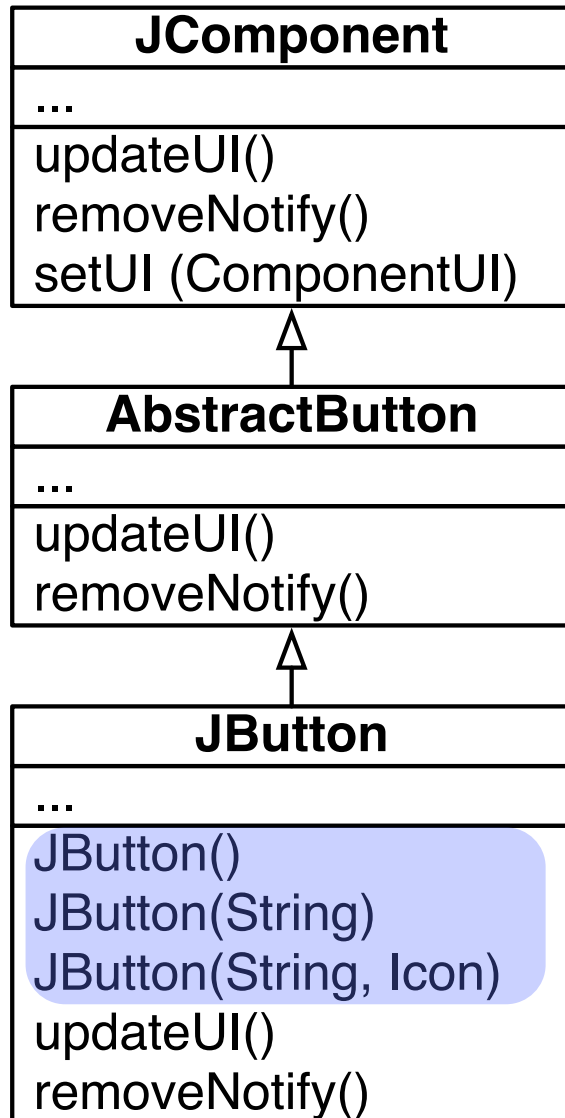 JComponent
...
updateUI()
removeNotify()
setUI (ComponentUI)
AbstractButton
...
updateUI()
removeNotify()
JButton
...
JButton()
JButton(String)
JButton(String, Icon)
updateUI()
removeNotify()